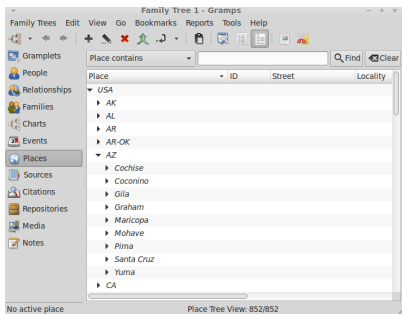 Family Tree 1 - Gramps
Family Trees Edit View Go Bookmarks Reports Tools Help
Gramplets
People
Relationships
Families
Charts
Events
Places
Sources
Citations
Repositories
Media
Notes
Place contains Find Clear
Place ID Street Locality
USA
AK
AL
AR
AR-OK
AZ
Cochise
Coconino
Gila
Graham
Maricopa
Mohave
Pima
Santa Cruz
Yuma
CA
No active place Place Tree View: 852/852